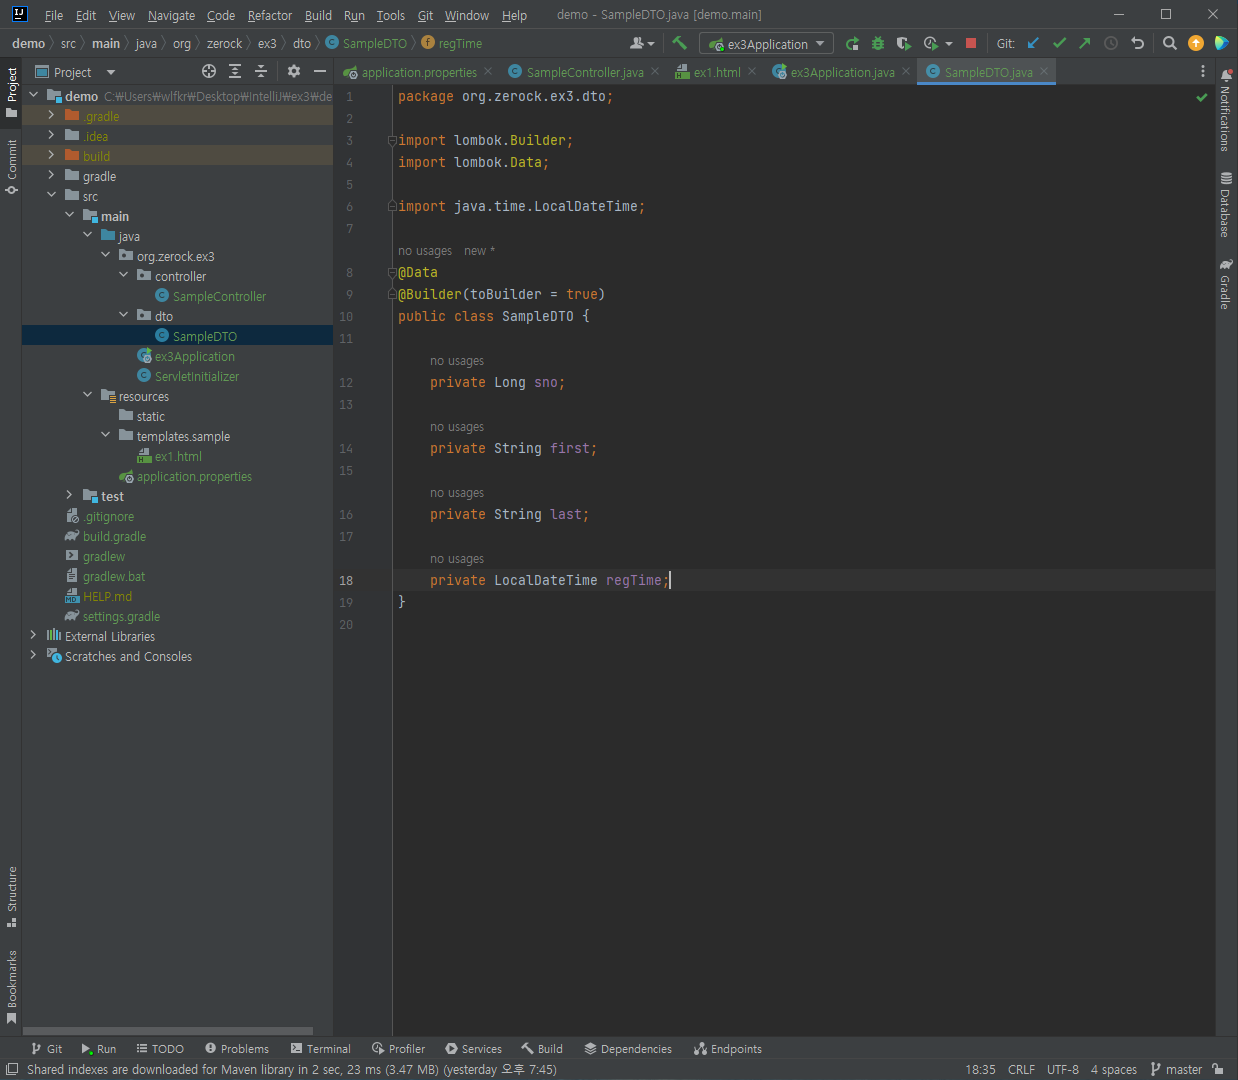 File Edit View Navigate Code Refactor Build Run Tools Git Window Help demo - SampleDTO.java [demo.main]
demo src main java org zerock ex3 dto SampleDTO regTime ex3Application Git:
Project
application.properties SampleController.java ex1.html ex3Application.java SampleDTO.java
Project
Commit
Structure
Bookmarks
Notifications
Database
Gradle
demo C:₩Users₩wlfkr₩Desktop₩IntelliJ₩ex3₩de
.gradle
.idea
build
gradle
src
main
java
org.zerock.ex3
controller
SampleController
dto
SampleDTO
ex3Application
ServletInitializer
resources
static
templates.sample
ex1.html
application.properties
test
.gitignore
build.gradle
gradlew
gradlew.bat
HELP.md
settings.gradle
External Libraries
Scratches and Consoles
1 package org.zerock.ex3.dto;
2
3 import lombok.Builder;
4 import lombok.Data;
5
6 import java.time.LocalDateTime;
7
no usages new *
8 @Data
9 @Builder(toBuilder = true)
10 public class SampleDTO {
11
no usages
12 private Long sno;
13
no usages
14 private String first;
15
no usages
16 private String last;
17
no usages
18 private LocalDateTime regTime;
19 }
20
Git Run TODO Problems Terminal Profiler Services Build Dependencies Endpoints
Shared indexes are downloaded for Maven library in 2 sec, 23 ms (3.47 MB) (yesterday 오후 7:45) 18:35 CRLF UTF-8 4 spaces master